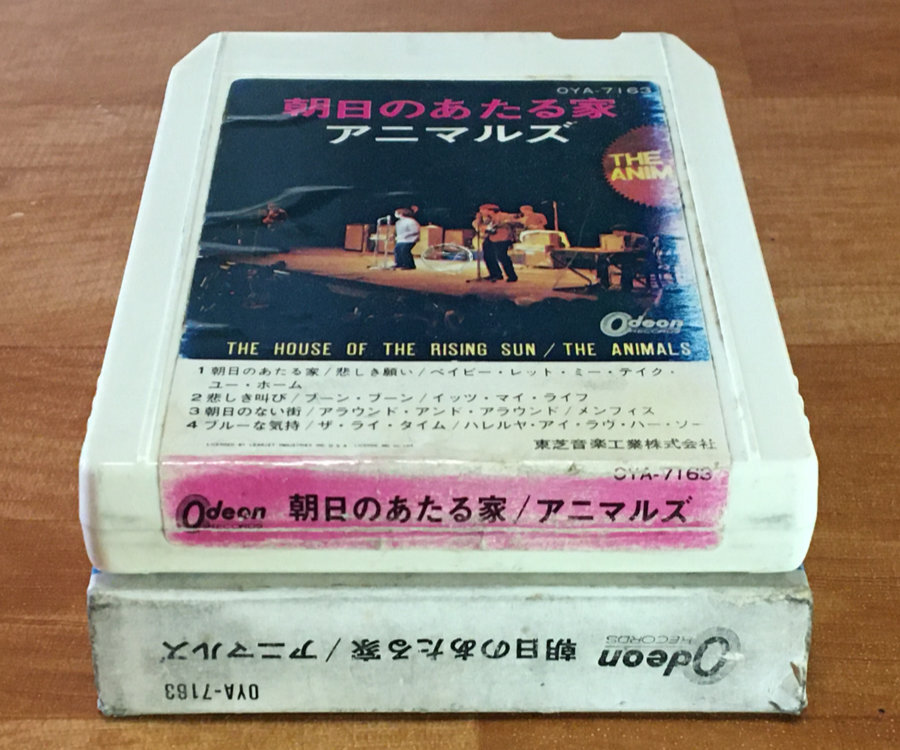 OYA-7163
朝日のあたる家
アニマルズ
THE
ANIM
Odeon
RECORDS
THE HOUSE OF THE RISING SUN / THE ANIMALS
1 朝日のあたる家 / 悲しき願い / ベイビー・レット・ミー・テイク・
ユー・ホーム
2 悲しき叫び / ブーン・ブーン / イッツ・マイ・ライフ
3 朝日のない街 / アラウンド・アンド・アラウンド / メンフィス
4 ブルーな気持 / ザ・ライ・タイム / ハレルヤ・アイ・ラヴ・ハー・ソー
東芝音楽工業株式会社
OYA-7163
Odeon
RECORDS
朝日のあたる家 / アニマルズ
Odeon
RECORDS
朝日のあたる家 / アニマルズ
OYA-7163